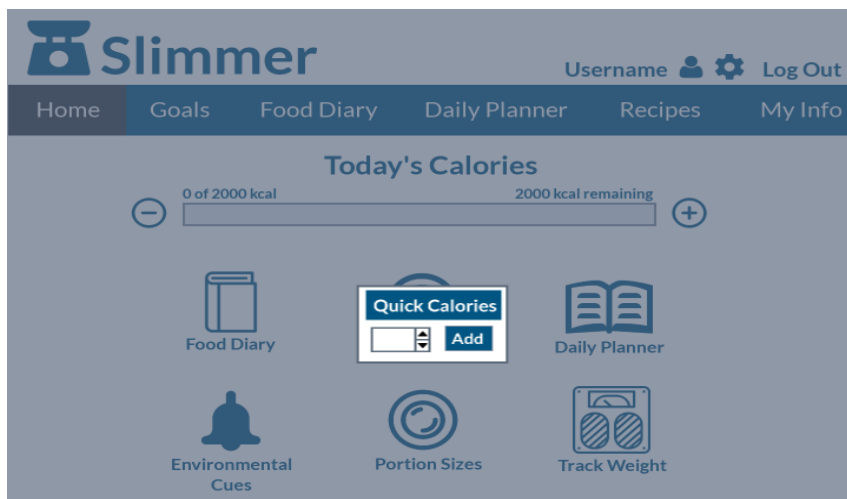 Slimmer
Username Log Out
Home Goals Food Diary Daily Planner Recipes My Info
Today's Calories
0 of 2000 kcal 2000 kcal remaining
Quick Calories
Add
Food Diary Daily Planner
Environmental Cues
Portion Sizes
Track Weight